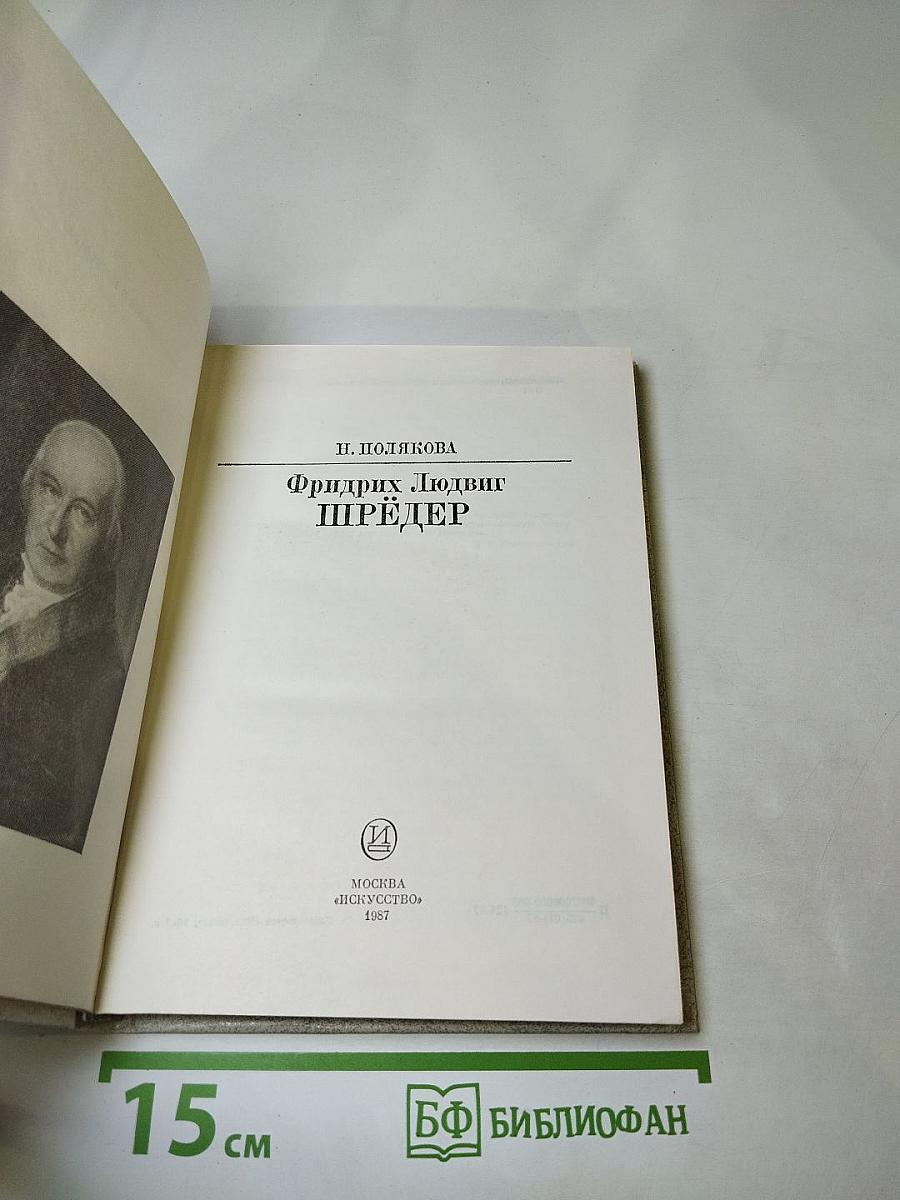 Н. ПОЛЯКОВА
Фридрих Людвиг
ШРЁДЕР
И
МОСКВА
«ИСКУССТВО»
1987
15 см
БФ БИБЛИОФАН